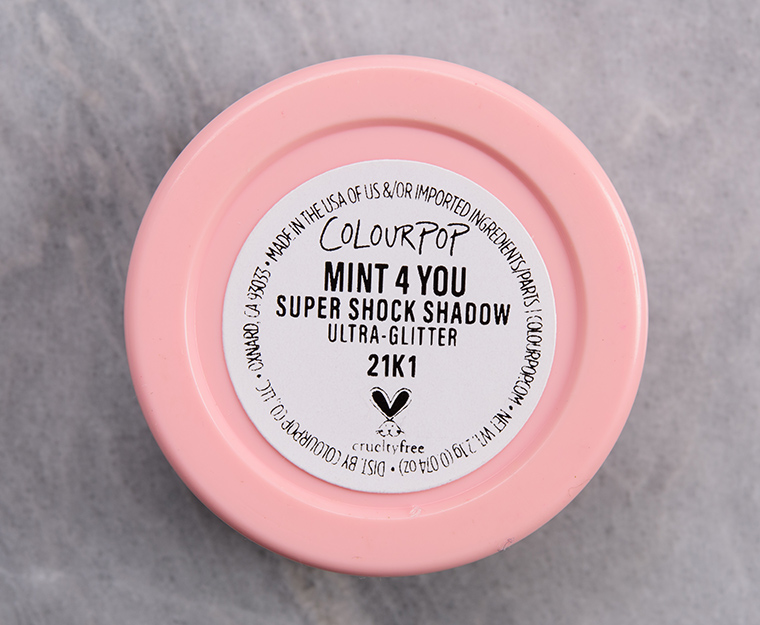 COLOURPOP
MINT 4 YOU
SUPER SHOCK SHADOW
ULTRA-GLITTER
21K1
crueltyfree
DIST. BY COLOURPOP CO., LLC. • OXNARD, CA 93033 • MADE IN THE USA OF US &/OR IMPORTED INGREDIENTS/PARTS | COLOURPOP.COM • NET WT. 2.1g (0.074 oz) •